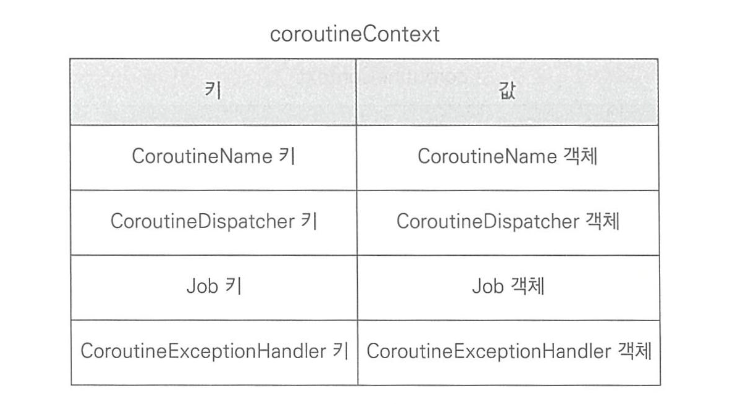 coroutineContext
키 값
CoroutineName 키 CoroutineName 객체
CoroutineDispatcher 키 CoroutineDispatcher 객체
Job 키 Job 객체
CoroutineExceptionHandler 키 CoroutineExceptionHandler 객체